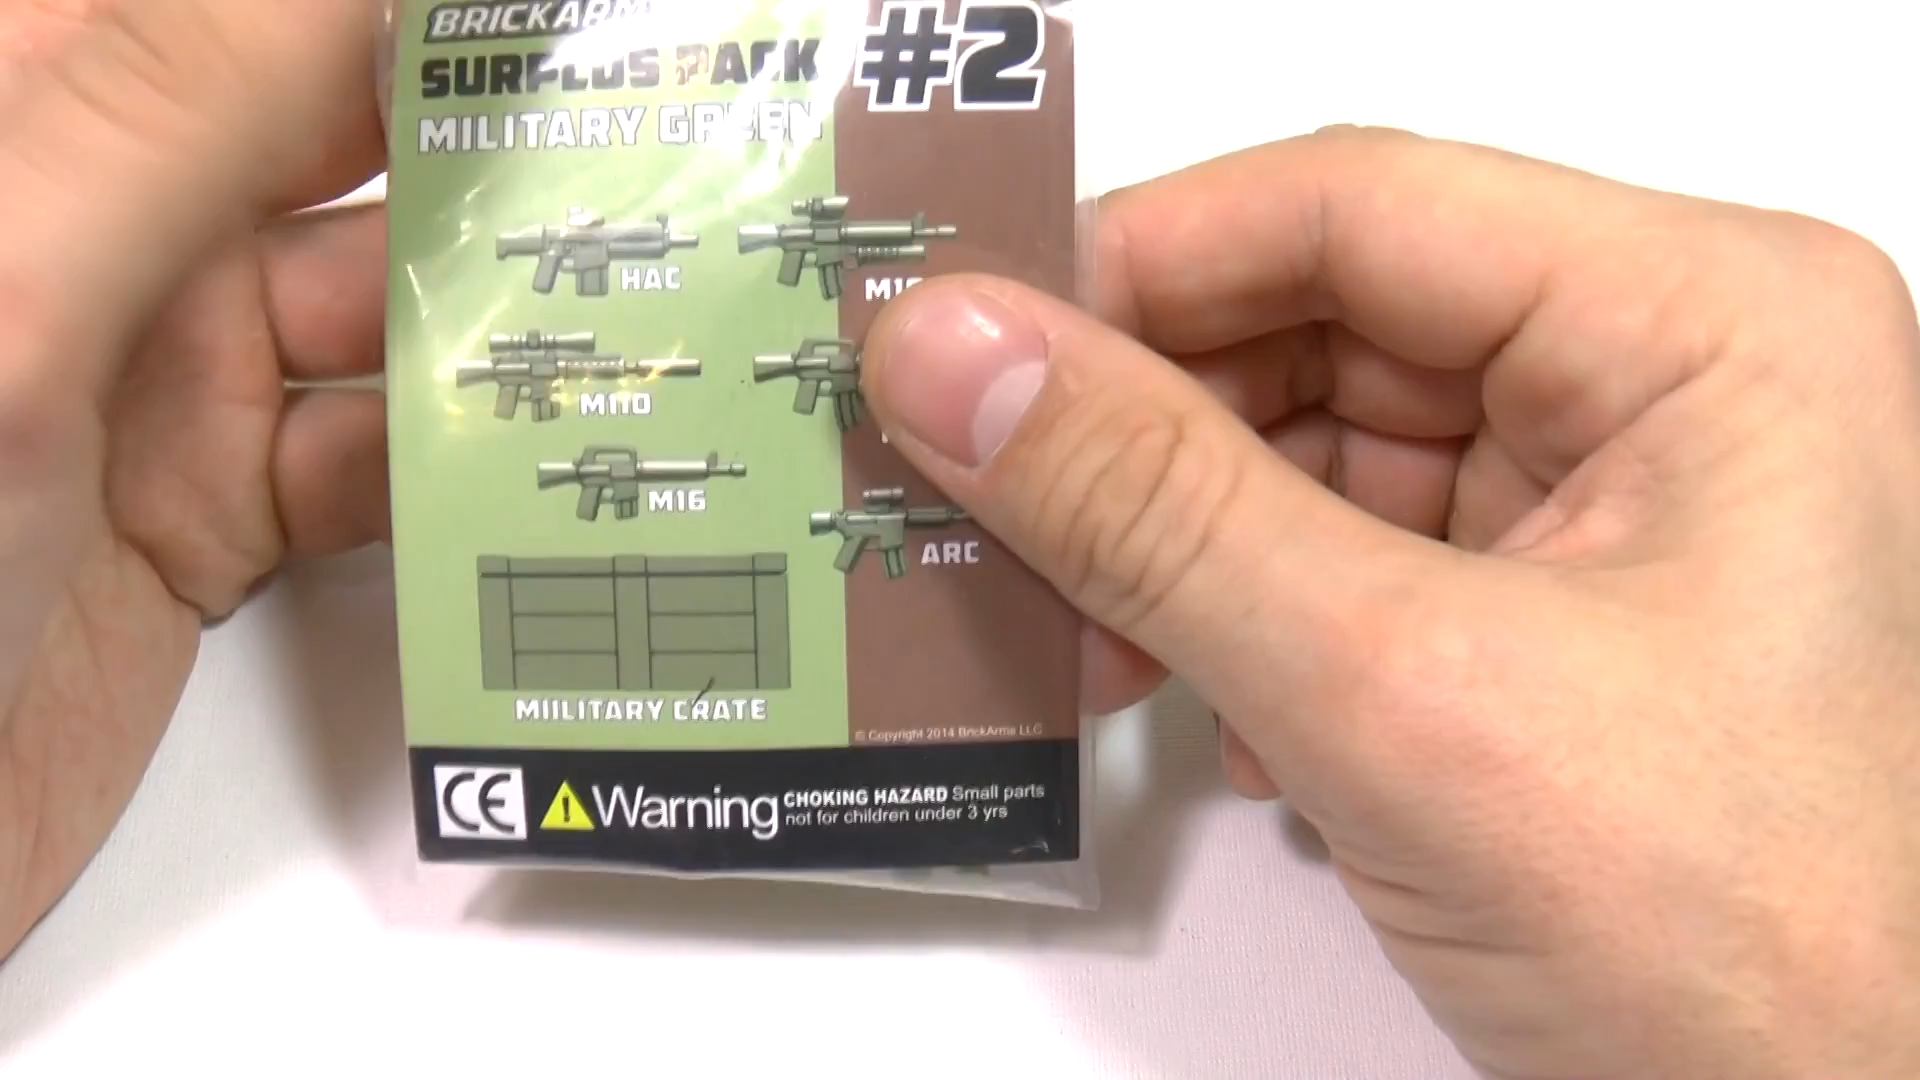 SURPLUS PACK
#2
MILITARY GREEN
HAC
M110
M16
ARC
MIILITARY CRATE
© Copyright 2014 BrickArms LLC
CE
Warning
CHOKING HAZARD Small parts
not for children under 3 yrs